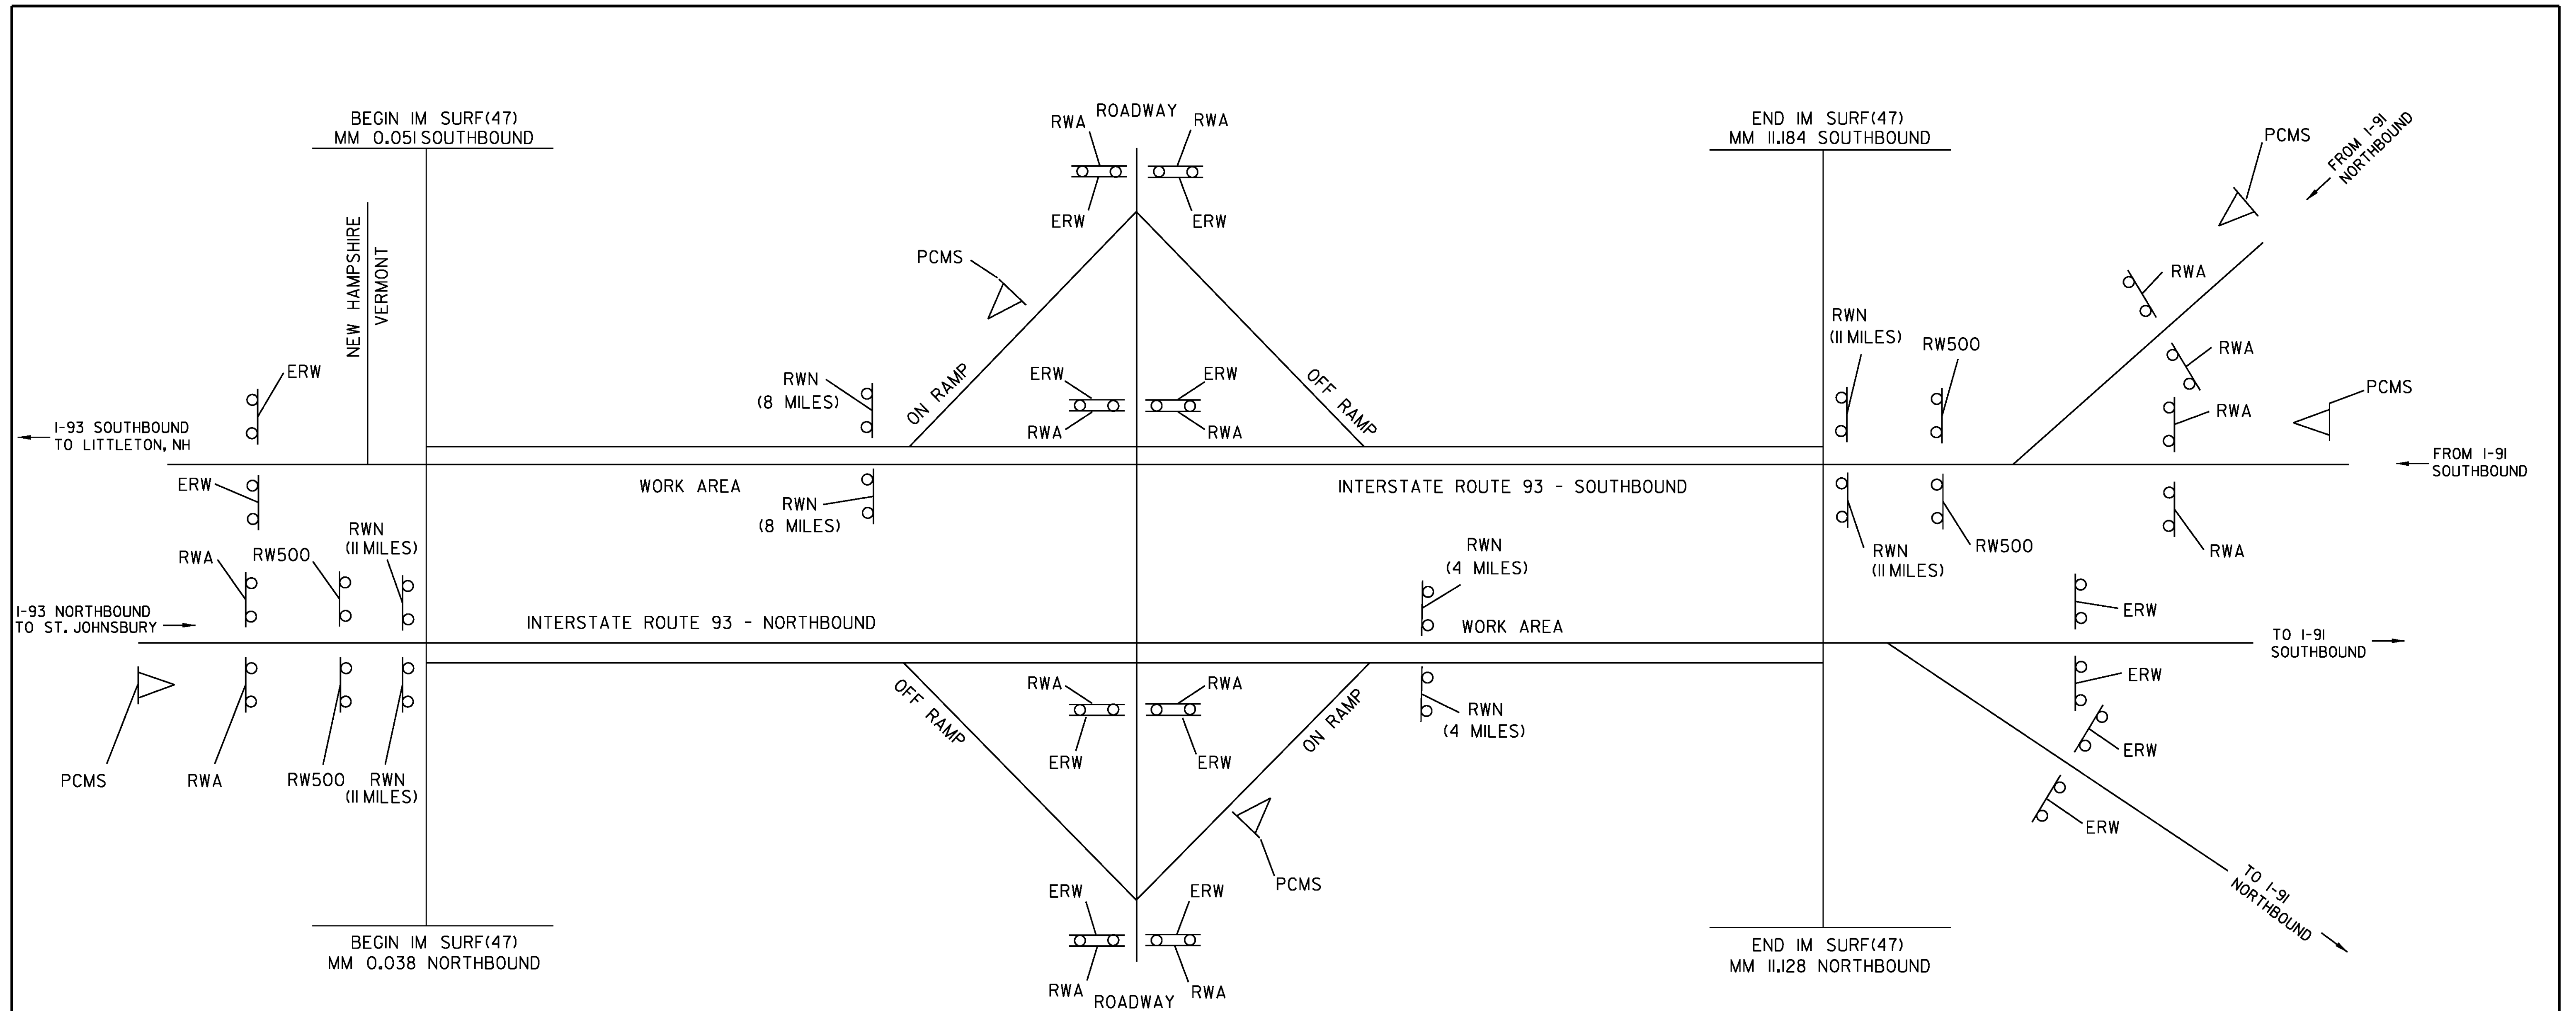 BEGIN IM SURF(47)
MM 0.051 SOUTHBOUND
RWA
ROADWAY
RWA
ERW
ERW
END IM SURF(47)
MM 11.184 SOUTHBOUND
PCMS
FROM I-91
NORTHBOUND
NEW HAMPSHIRE
VERMONT
PCMS
RWA
RWN
(11 MILES)
RW500
RWA
ERW
RWN
(8 MILES)
ON RAMP
ERW
ERW
RWA
RWA
OFF RAMP
PCMS
RWA
I-93 SOUTHBOUND
TO LITTLETON, NH
FROM I-91
SOUTHBOUND
ERW
WORK AREA
RWN
(8 MILES)
INTERSTATE ROUTE 93 - SOUTHBOUND
RWA
RW500
RWN
(11 MILES)
RWN
(4 MILES)
RWN
(11 MILES)
RW500
RWA
I-93 NORTHBOUND
TO ST. JOHNSBURY
INTERSTATE ROUTE 93 - NORTHBOUND
WORK AREA
ERW
TO I-91
SOUTHBOUND
PCMS
RWA
RW500
RWN
(11 MILES)
OFF RAMP
RWA
RWA
ERW
ERW
ON RAMP
RWN
(4 MILES)
ERW
ERW
ERW
PCMS
TO I-91
NORTHBOUND
ERW
ERW
RWA
ROADWAY
RWA
BEGIN IM SURF(47)
MM 0.038 NORTHBOUND
END IM SURF(47)
MM 11.128 NORTHBOUND